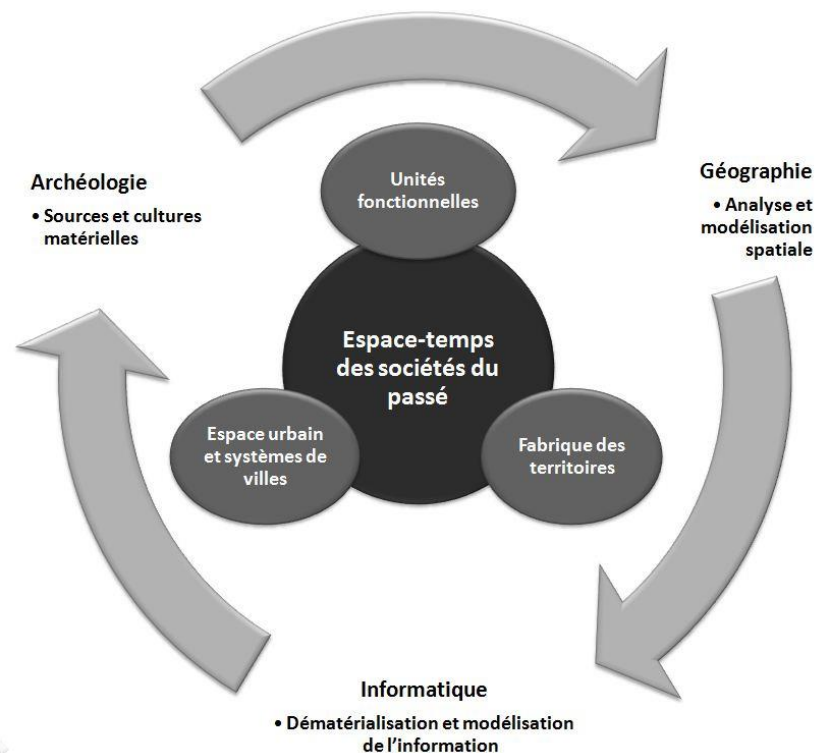 Unités
fonctionnelles
Archéologie
• Sources et cultures
matérielles
Géographie
• Analyse et
modélisation
spatiale
Espace-temps
des sociétés du
passé
Espace urbain
et systèmes de
villes
Fabrique des
territoires
Informatique
• Dématérialisation et modélisation
de l'information